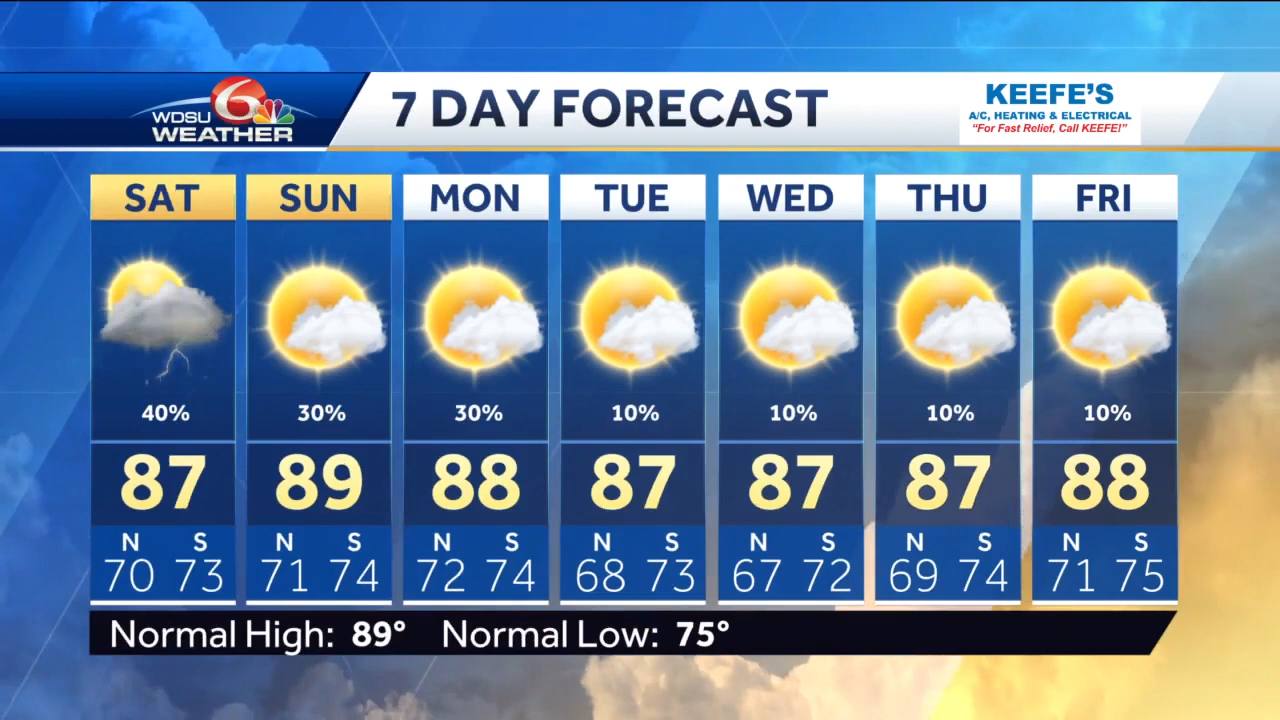 WDSU 6
WEATHER
7 DAY FORECAST
KEEFE'S
A/C, HEATING & ELECTRICAL
"For Fast Relief, Call KEEFE!"
SAT SUN MON TUE WED THU FRI
40% 30% 30% 10% 10% 10% 10%
87 89 88 87 87 87 88
N S N S N S N S N S N S N S
70 73 71 74 72 74 68 73 67 72 69 74 71 75
Normal High: 89° Normal Low: 75°